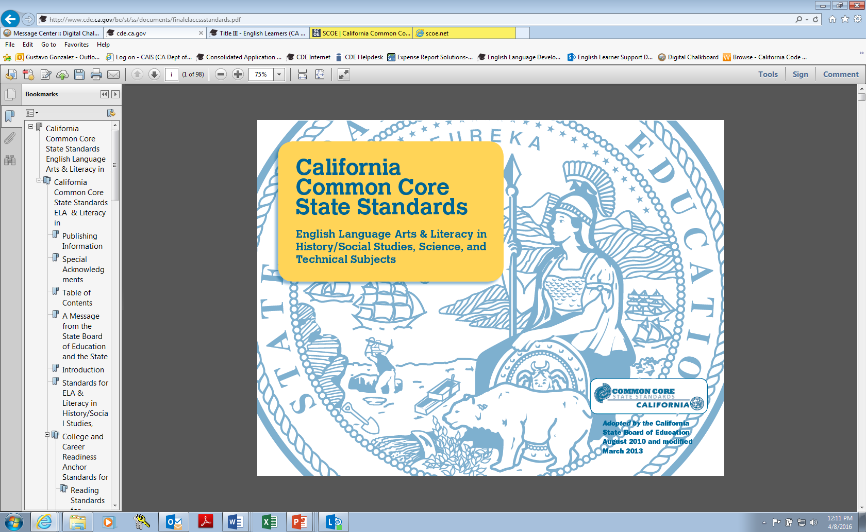 http://www.cde.ca.gov/be/st/ss/documents/finalelaccssstandards.pdf
Message Center :: Digital Chal...
cde.ca.gov
Title III - English Learners (CA ...
SCOE | California Common Co...
scoe.net
File Edit Go to Favorites Help
Gustavo Gonzalez - Outlo...
Log on - CAIS (CA Dept of...
Consolidated Application ...
CDE Internet
CDE Helpdesk
Expense Report Solutions-...
English Language Develo...
English Learner Support D...
Digital Chalkboard
Browse - California Code ...
i (1 of 98)
75%
Tools Sign Comment
Bookmarks
California
Common Core
State Standards
English Language
Arts & Literacy in
California
Common Core
State Standards
ELA & Literacy
in
Publishing
Information
Special
Acknowledg
ments
Table of
Contents
A Message
from the
State Board
of Education
and the State
Introduction
Standards for
ELA &
Literacy in
History/Socia
l Studies,
College and
Career
Readiness
Anchor
Standards for
Reading
Standards
EUREKA
EDUCATION
STATE
California
Common Core
State Standards
English Language Arts & Literacy in
History/Social Studies, Science, and
Technical Subjects
COMMON CORE
STATE STANDARDS
CALIFORNIA
Adopted by the California
State Board of Education
August 2010 and modified
March 2013
12:31 PM
4/8/2016